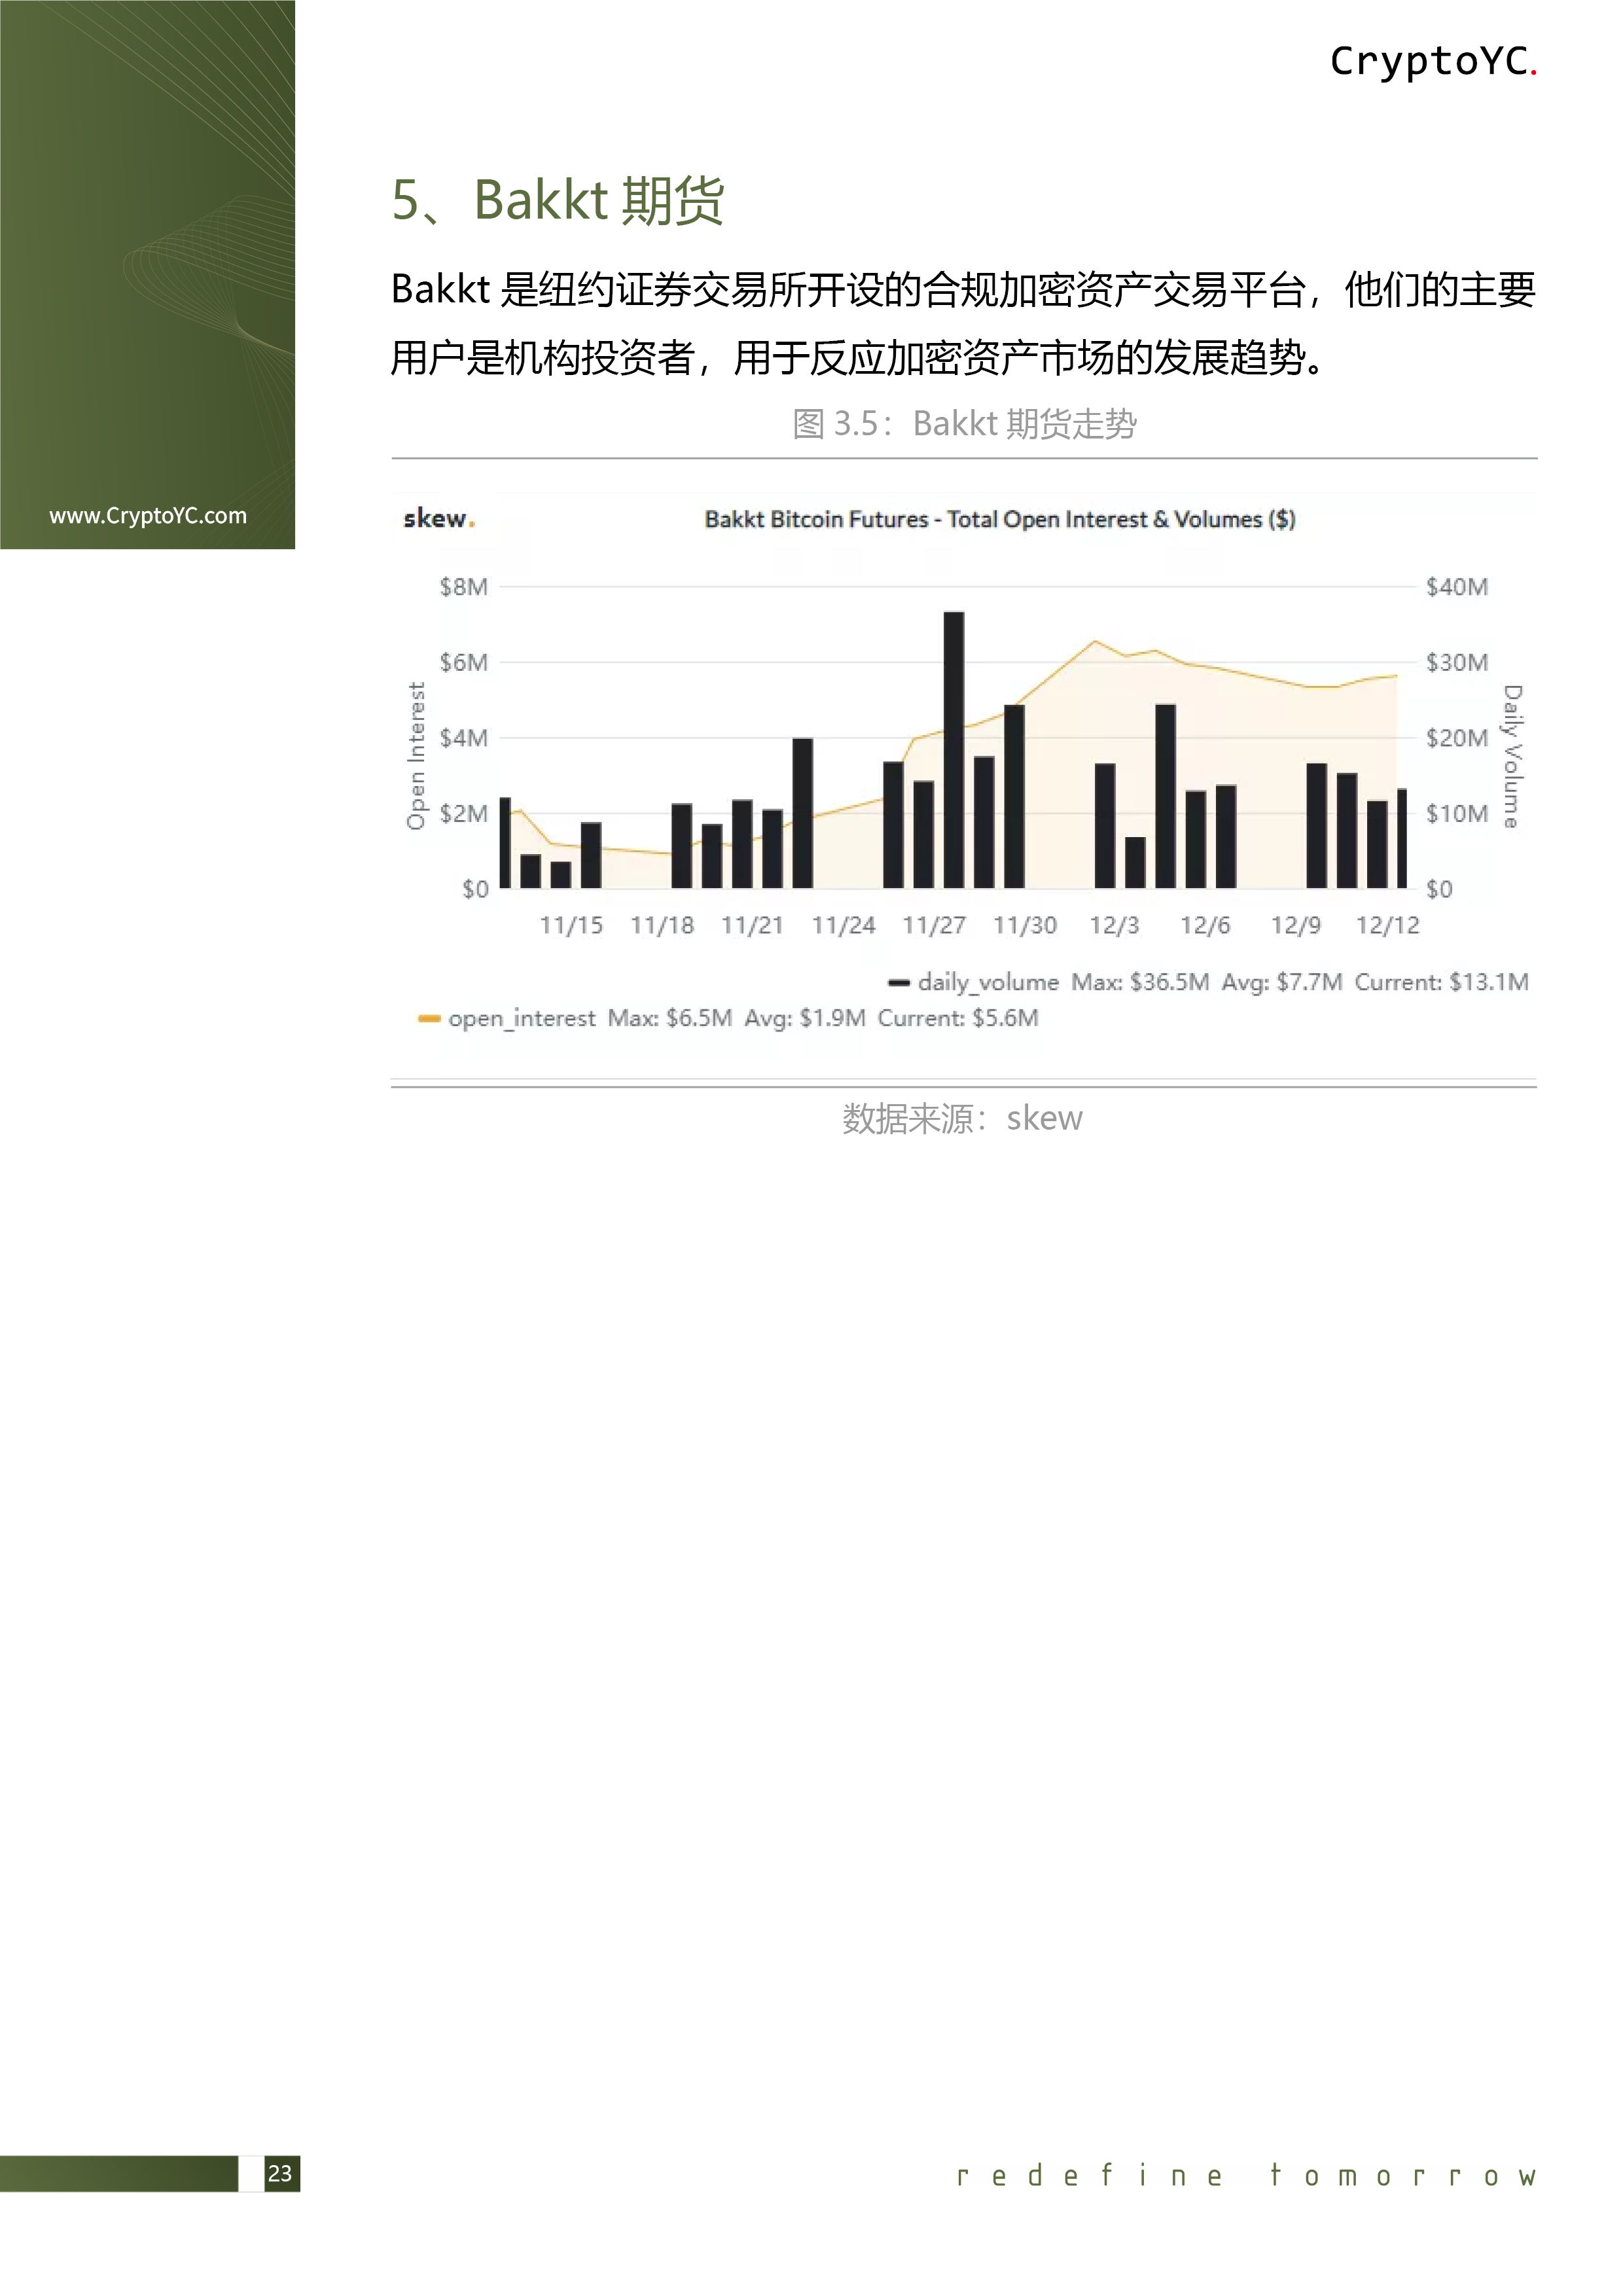 CryptoYC.
www.CryptoYC.com
5、Bakkt 期货
Bakkt 是纽约证券交易所开设的合规加密资产交易平台，他们的主要
用户是机构投资者，用于反应加密资产市场的发展趋势。
图 3.5：Bakkt 期货走势
skew.
Bakkt Bitcoin Futures - Total Open Interest & Volumes ($)
$8M
$6M
$4M
$2M
$0
Open Interest
$40M
$30M
$20M
$10M
$0
Daily Volume
11/15 11/18 11/21 11/24 11/27 11/30 12/3 12/6 12/9 12/12
daily_volume Max: $36.5M Avg: $7.7M Current: $13.1M
open_interest Max: $6.5M Avg: $1.9M Current: $5.6M
数据来源：skew
23
redefine tomorrow